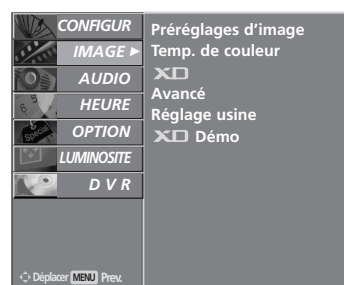 CONFIGUR
IMAGE ►
AUDIO
HEURE
OPTION
LUMINOSITE
D V R
Préréglages d'image
Temp. de couleur
XD
Avancé
Réglage usine
XD Démo
Special
Déplacer MENU Prev.